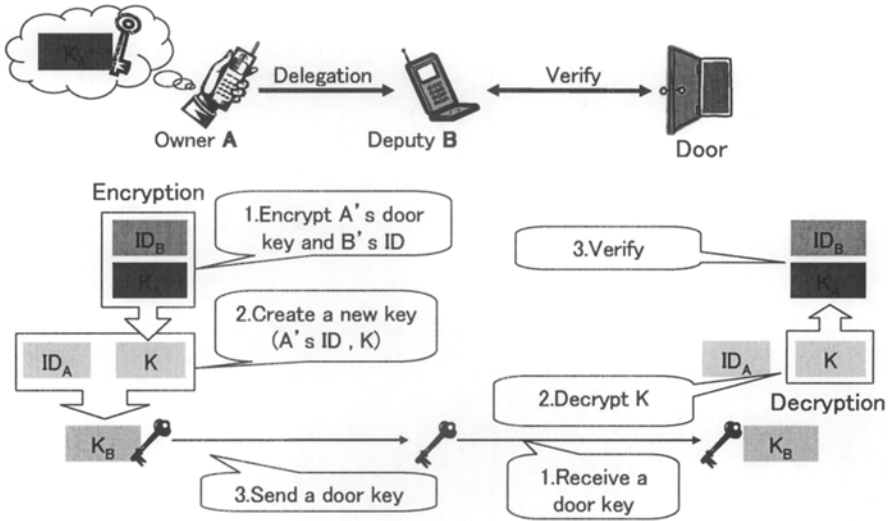 K_A
Delegation
Verify
Owner A
Deputy B
Door
Encryption
1.Encrypt A's door
key and B's ID
ID_B
K_A
2.Create a new key
(A's ID , K)
ID_A
K
K_B
3.Send a door key
1.Receive a
door key
2.Decrypt K
3.Verify
ID_B
K_A
ID_A
K
Decryption
K_B